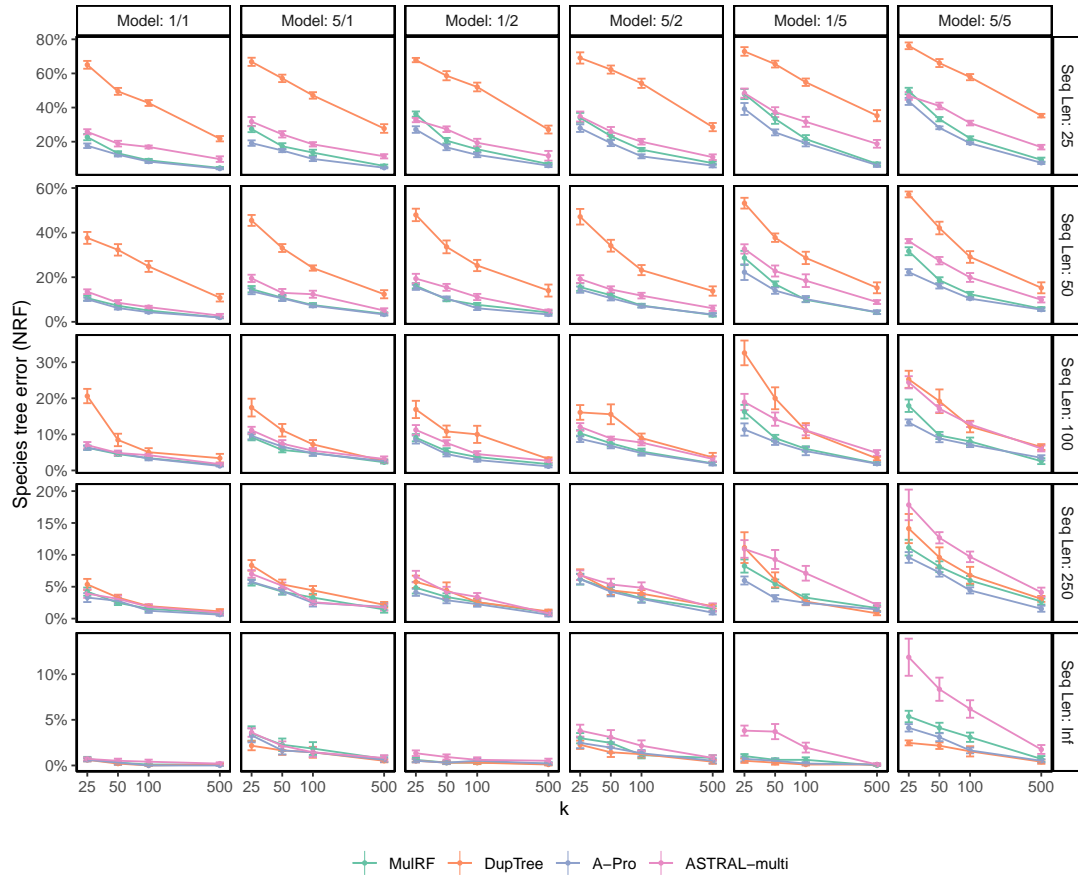 Model: 1/1 Model: 5/1 Model: 1/2 Model: 5/2 Model: 1/5 Model: 5/5
80%
60%
40%
20%
Seq Len: 25
60%
40%
20%
0%
Seq Len: 50
30%
20%
10%
0%
Seq Len: 100
20%
15%
10%
5%
0%
Seq Len: 250
10%
5%
0%
Seq Len: Inf
Species tree error (NRF)
25 50 100 500 25 50 100 500 25 50 100 500 25 50 100 500 25 50 100 500 25 50 100 500
k
MulRF DupTree A−Pro ASTRAL−multi